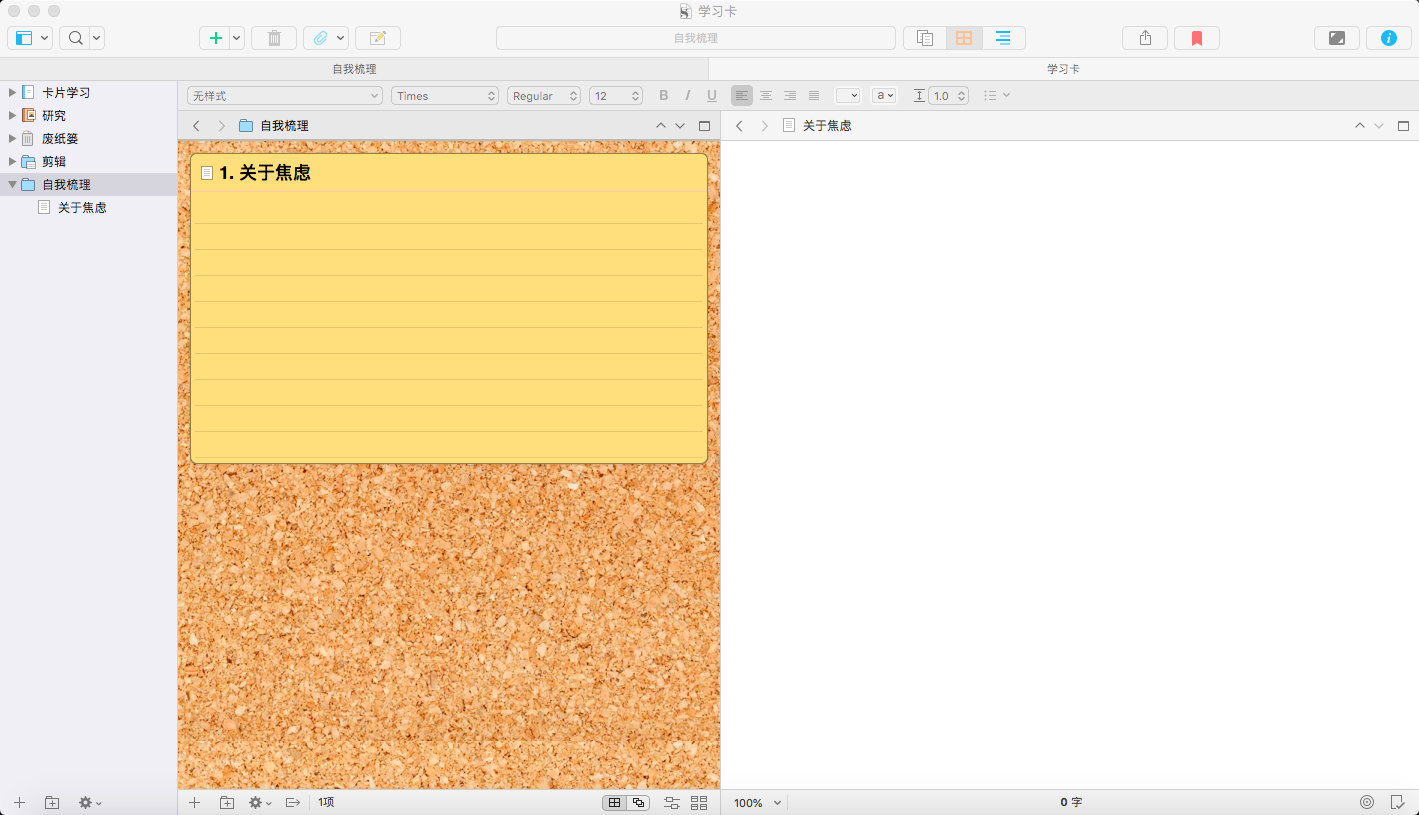 学习卡
自我梳理
自我梳理
学习卡
卡片学习
研究
废纸篓
剪辑
自我梳理
关于焦虑
无样式
Times
Regular
12
B
I
U
a
1.0
自我梳理
关于焦虑
1. 关于焦虑
1项
100%
0 字